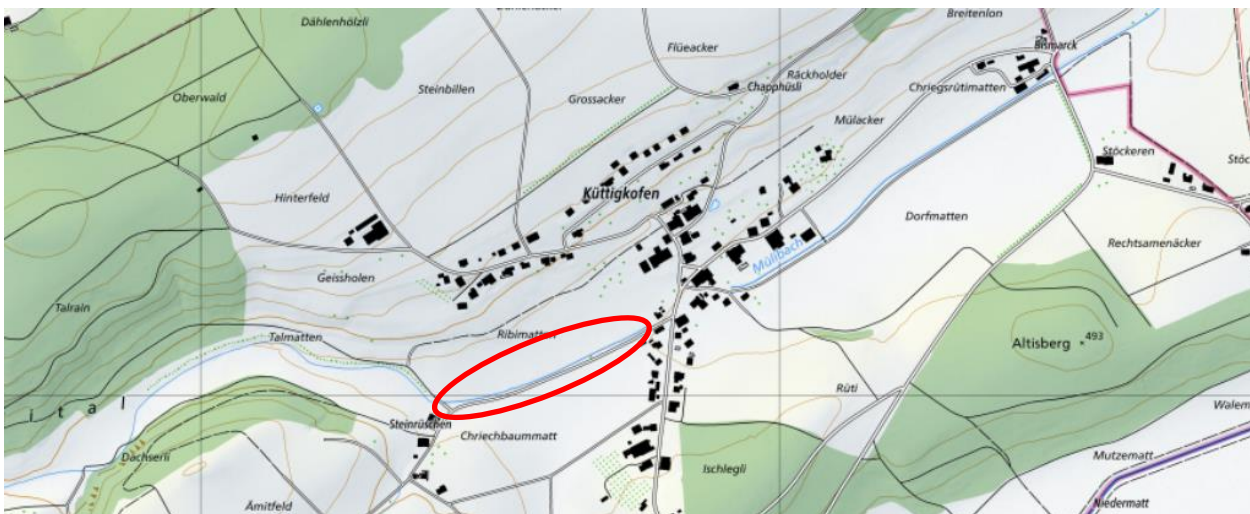 Dählenhölzli
Breitenlon
Flüeacker
Bismarck
Räckholder
Steinbillen
Chapphüsli
Chriegsrütimatten
Oberwald
Grossacker
Mülacker
Stöckeren
Küttigkofen
Hinterfeld
Dorfmatten
Rechtsamenäcker
Mülibach
Geissholen
Talrain
Talmatten
Ribimatten
Altisberg
493
Rüti
i t a l
Walem
Steinrüschen
Chriechbaummatt
Dachserli
Ischlegli
Mutzematt
Ämitfeld
Niedermatt